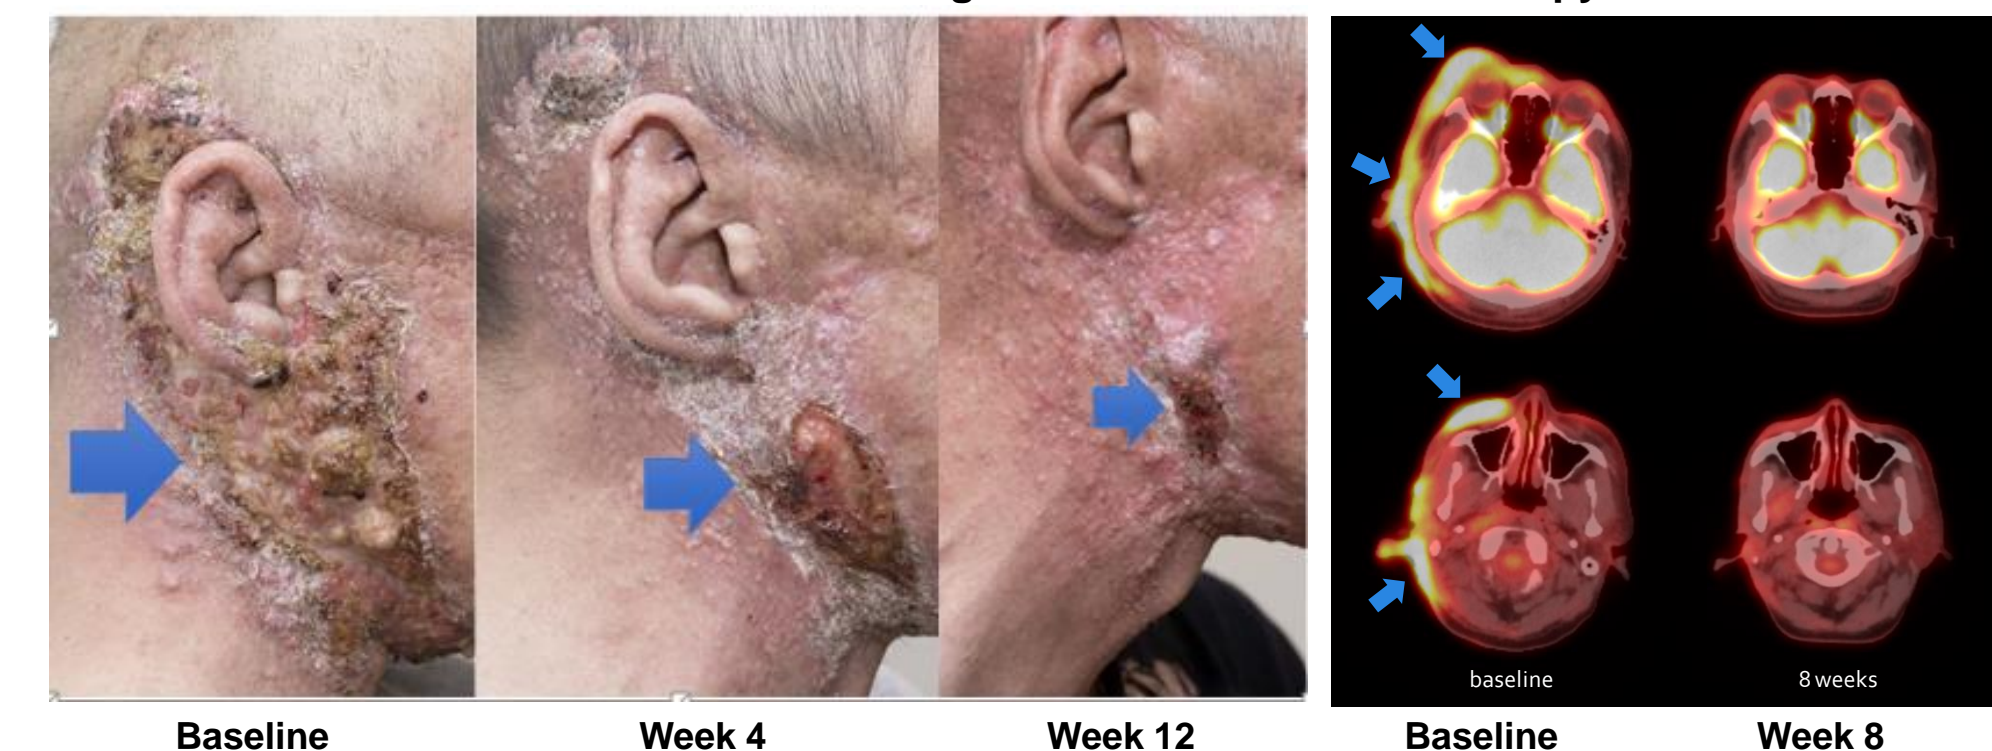 baseline
8 weeks
Baseline
Week 4
Week 12
Baseline
Week 8